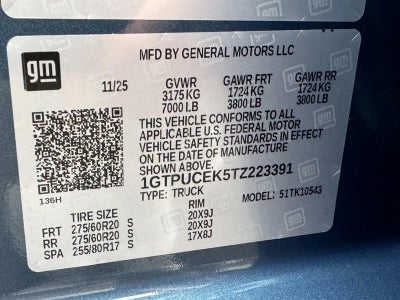 gm
MFD BY GENERAL MOTORS LLC
11/25 GVWR GAWR FRT GAWR RR
3175 KG 1724 KG 1724 KG
7000 LB 3800 LB 3800 LB
THIS VEHICLE CONFORMS TO ALL
APPLICABLE U.S. FEDERAL MOTOR
VEHICLE SAFETY STANDARDS IN EFFECT
ON THE DATE OF MANUFACTURE
SHOWN ABOVE.
1GTPUCEK5TZ223391
136H TYPE: TRUCK MODEL: 51TK10543
TIRE SIZE RIM
FRT 275/60R20 S 20X9J
RR 275/60R20 S 20X9J
SPA 255/80R17 S 17X8J